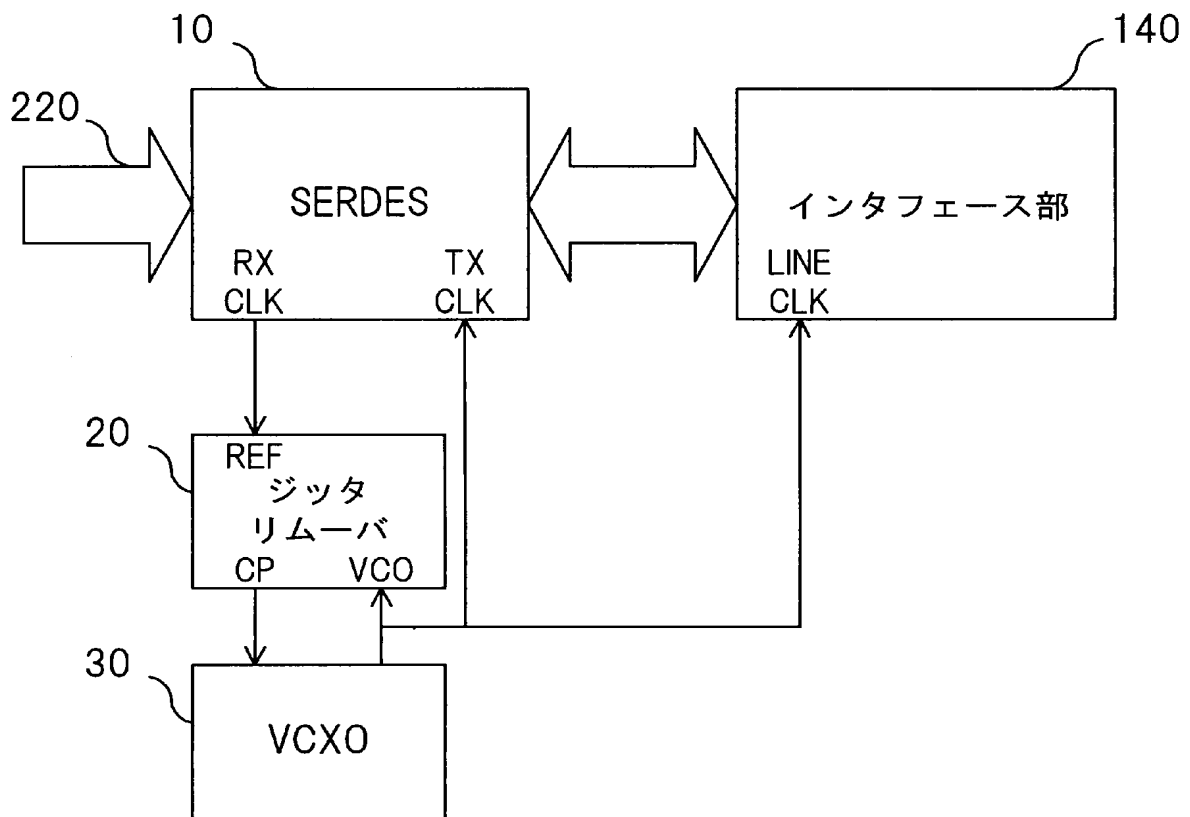 10
140
220
SERDES
インタフェース部
RX
CLK
TX
CLK
LINE
CLK
20
REF
ジッタ
リムーバ
CP
VCO
30
VCXO